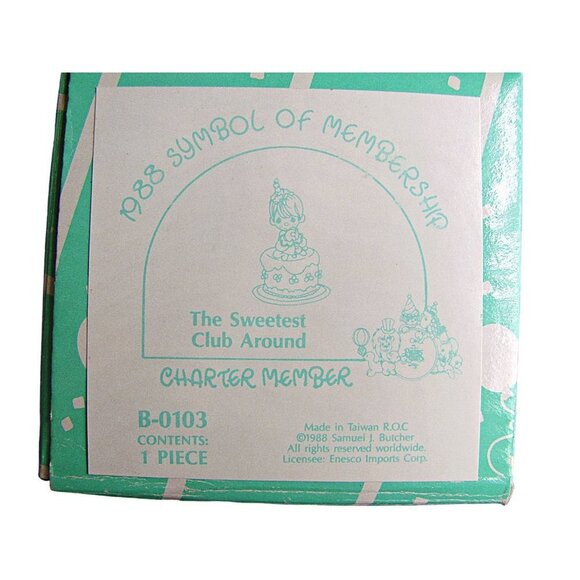 1988 SYMBOL OF MEMBERSHIP
The Sweetest
Club Around
CHARTER MEMBER
B-0103
CONTENTS:
1 PIECE
Made in Taiwan R.O.C
©1988 Samuel J. Butcher
All rights reserved worldwide.
Licensee: Enesco Imports Corp.